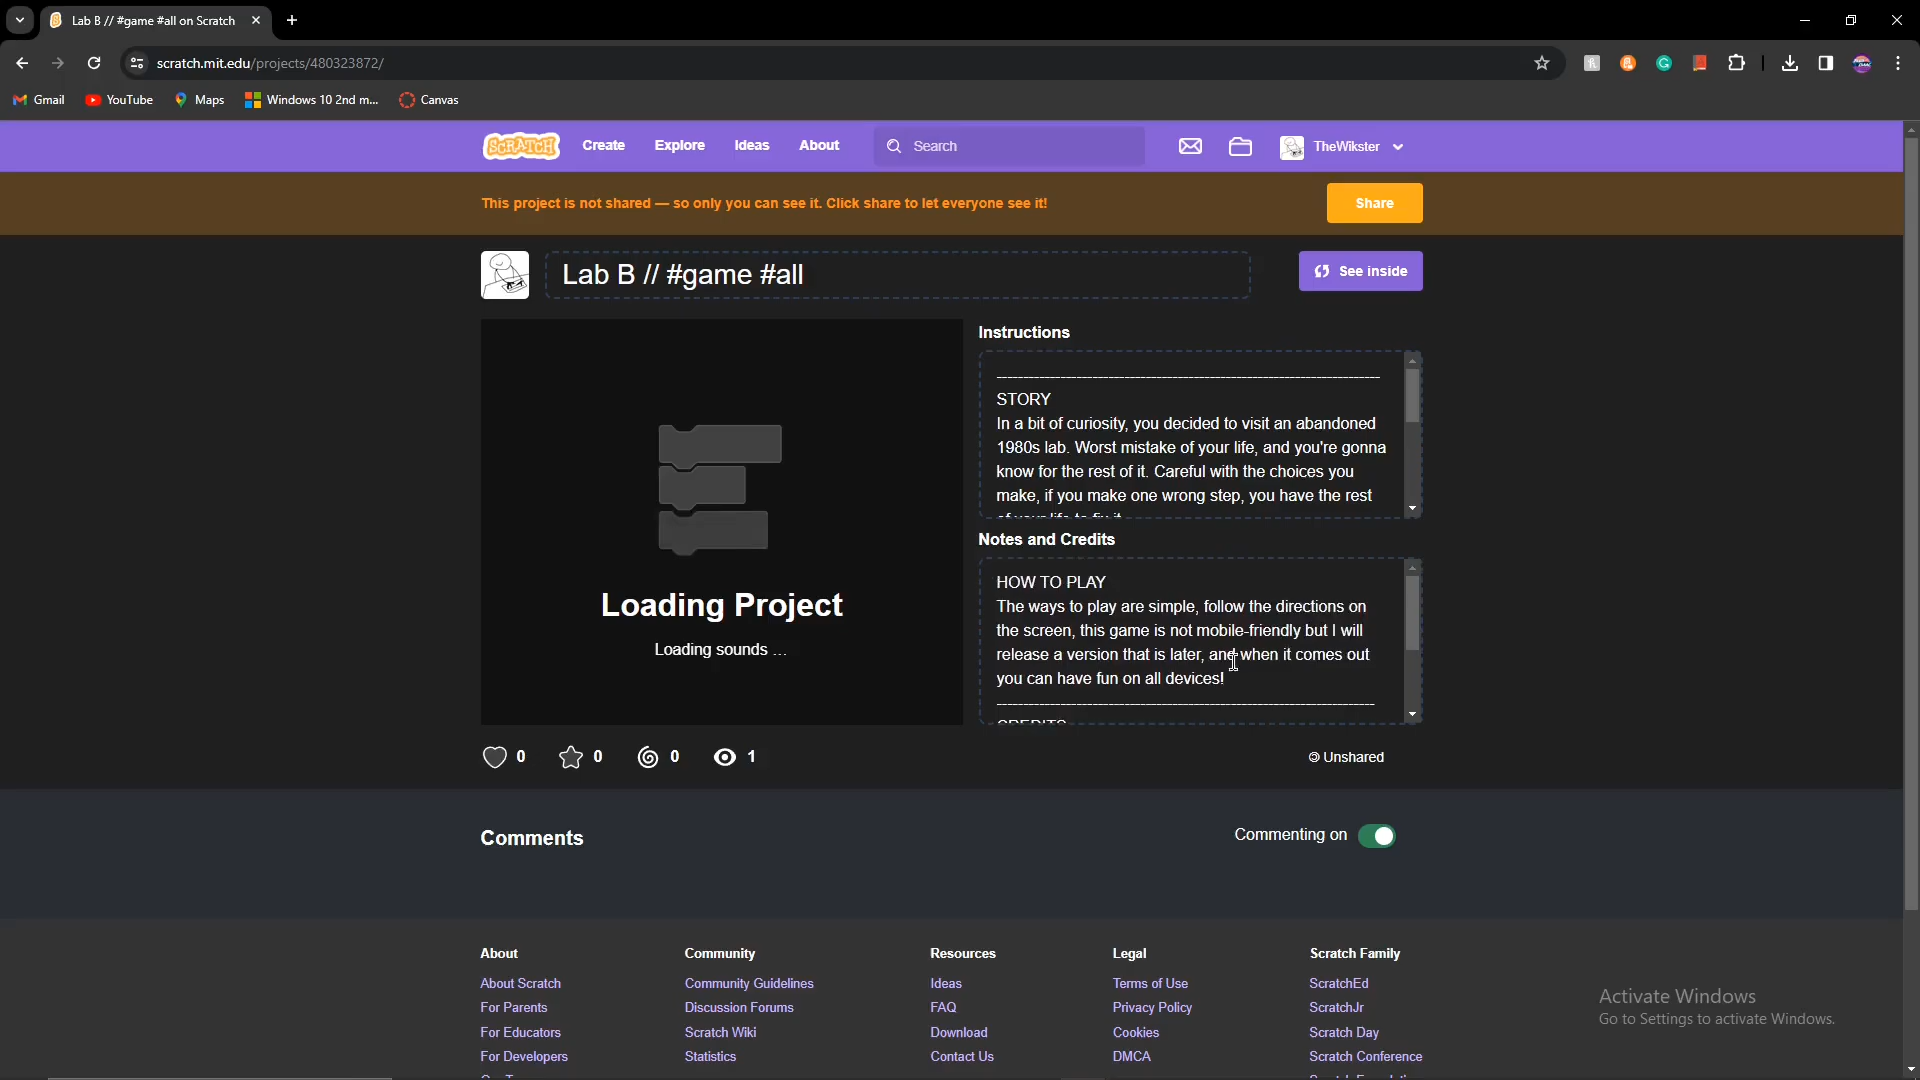 Lab B // #game #all on Scratch
scratch.mit.edu/projects/480323872/
Gmail
YouTube
Maps
Windows 10 2nd m...
Canvas
SCRATCH
Create
Explore
Ideas
About
Search
TheWikster
This project is not shared — so only you can see it. Click share to let everyone see it!
Share
Lab B // #game #all
See inside
Loading Project
Loading sounds ...
Instructions
STORY
In a bit of curiosity, you decided to visit an abandoned
1980s lab. Worst mistake of your life, and you're gonna
know for the rest of it. Careful with the choices you
make, if you make one wrong step, you have the rest
of your life to fix it
Notes and Credits
HOW TO PLAY
The ways to play are simple, follow the directions on
the screen, this game is not mobile-friendly but I will
release a version that is later, and when it comes out
you can have fun on all devices!
CREDITS
0
0
0
1
Unshared
Comments
Commenting on
About
About Scratch
For Parents
For Educators
For Developers
Community
Community Guidelines
Discussion Forums
Scratch Wiki
Statistics
Resources
Ideas
FAQ
Download
Contact Us
Legal
Terms of Use
Privacy Policy
Cookies
DMCA
Scratch Family
ScratchEd
ScratchJr
Scratch Day
Scratch Conference
Activate Windows
Go to Settings to activate Windows.